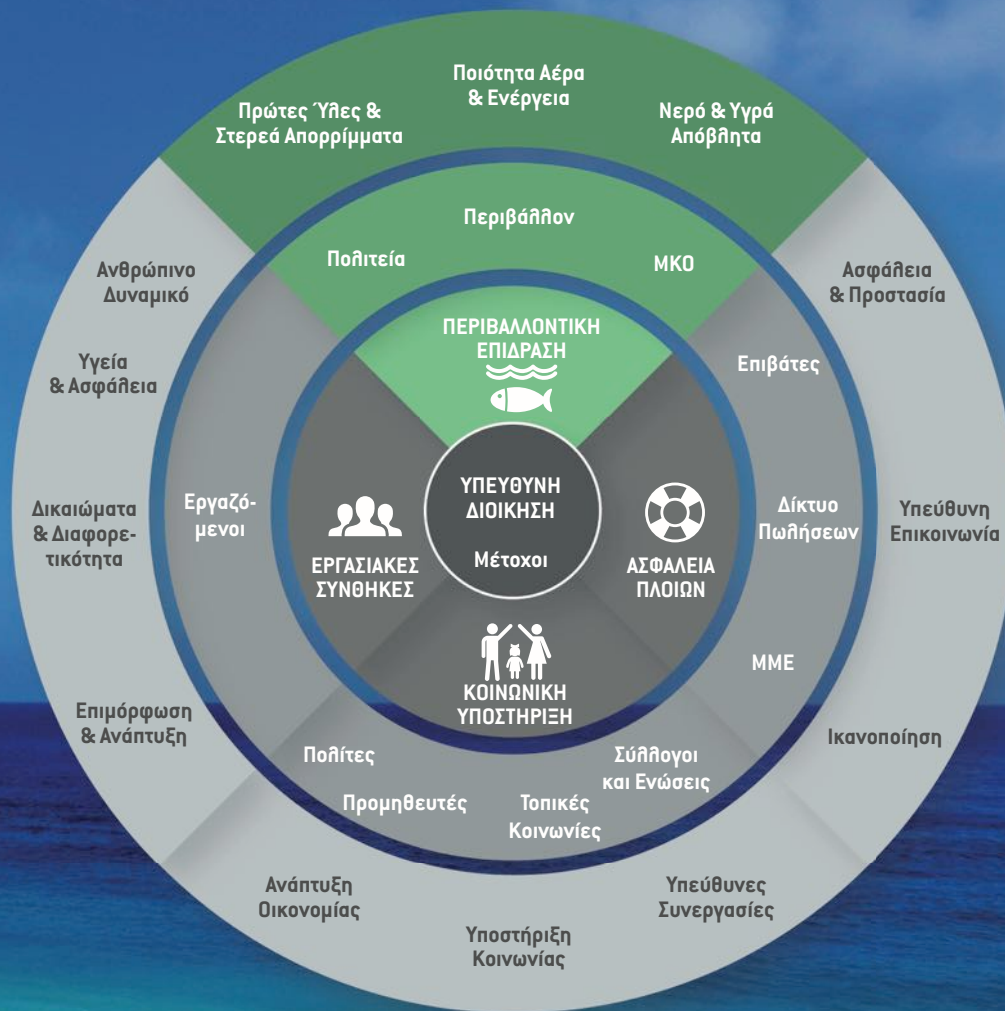 Ποιότητα Αέρα
& Ενέργεια
Πρώτες Ύλες &
Στερεά Απορρίμματα
Νερό & Υγρά
Απόβλητα
Περιβάλλον
Πολιτεία
ΜΚΟ
Ανθρώπινο
Δυναμικό
Ασφάλεια
& Προστασία
ΠΕΡΙΒΑΛΛΟΝΤΙΚΗ
ΕΠΙΔΡΑΣΗ
Υγεία
& Ασφάλεια
Επιβάτες
ΥΠΕΥΘΥΝΗ
ΔΙΟΙΚΗΣΗ
Μέτοχοι
Δικαιώματα
& Διαφορε-
τικότητα
Εργαζό-
μενοι
ΕΡΓΑΣΙΑΚΕΣ
ΣΥΝΘΗΚΕΣ
ΑΣΦΑΛΕΙΑ
ΠΛΟΙΩΝ
Δίκτυο
Πωλήσεων
Υπεύθυνη
Επικοινωνία
ΚΟΙΝΩΝΙΚΗ
ΥΠΟΣΤΗΡΙΞΗ
ΜΜΕ
Επιμόρφωση
& Ανάπτυξη
Ικανοποίηση
Πολίτες
Προμηθευτές
Τοπικές
Κοινωνίες
Σύλλογοι
και Ενώσεις
Ανάπτυξη
Οικονομίας
Υποστήριξη
Κοινωνίας
Υπεύθυνες
Συνεργασίες